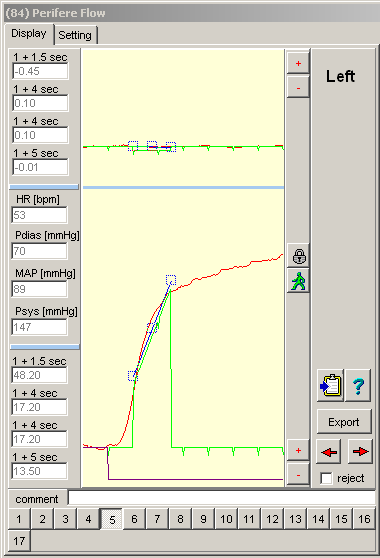 (84) Perifere Flow
Display Setting
1 + 1.5 sec
-0.45
1 + 4 sec
0.10
1 + 4 sec
0.10
1 + 5 sec
-0.01
HR [bpm]
53
Pdias [mmHg]
70
MAP [mmHg]
89
Psys [mmHg]
147
1 + 1.5 sec
48.20
1 + 4 sec
17.20
1 + 4 sec
17.20
1 + 5 sec
13.50
+
-
+
-
Left
?
Export
reject
comment
1 2 3 4 5 6 7 8 9 10 11 12 13 14 15 16
17